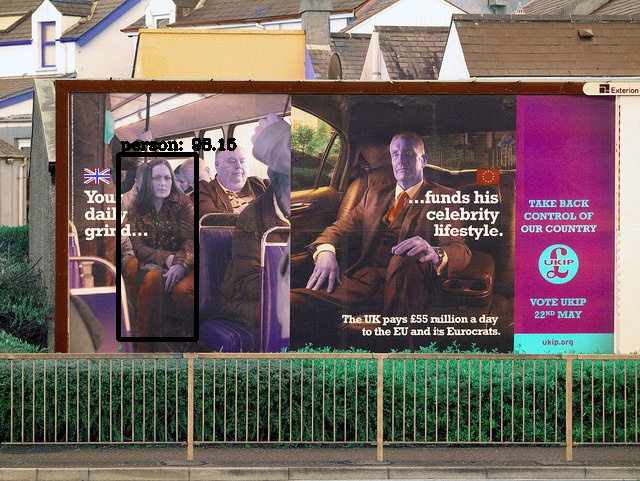 Exterion
person: 98.16
You
daily
grind...
...funds his
celebrity
lifestyle.
The UK pays £55 million a day
to the EU and its Eurocrats.
TAKE BACK
CONTROL OF
OUR COUNTRY
UKIP
VOTE UKIP
22ND MAY
ukip.org